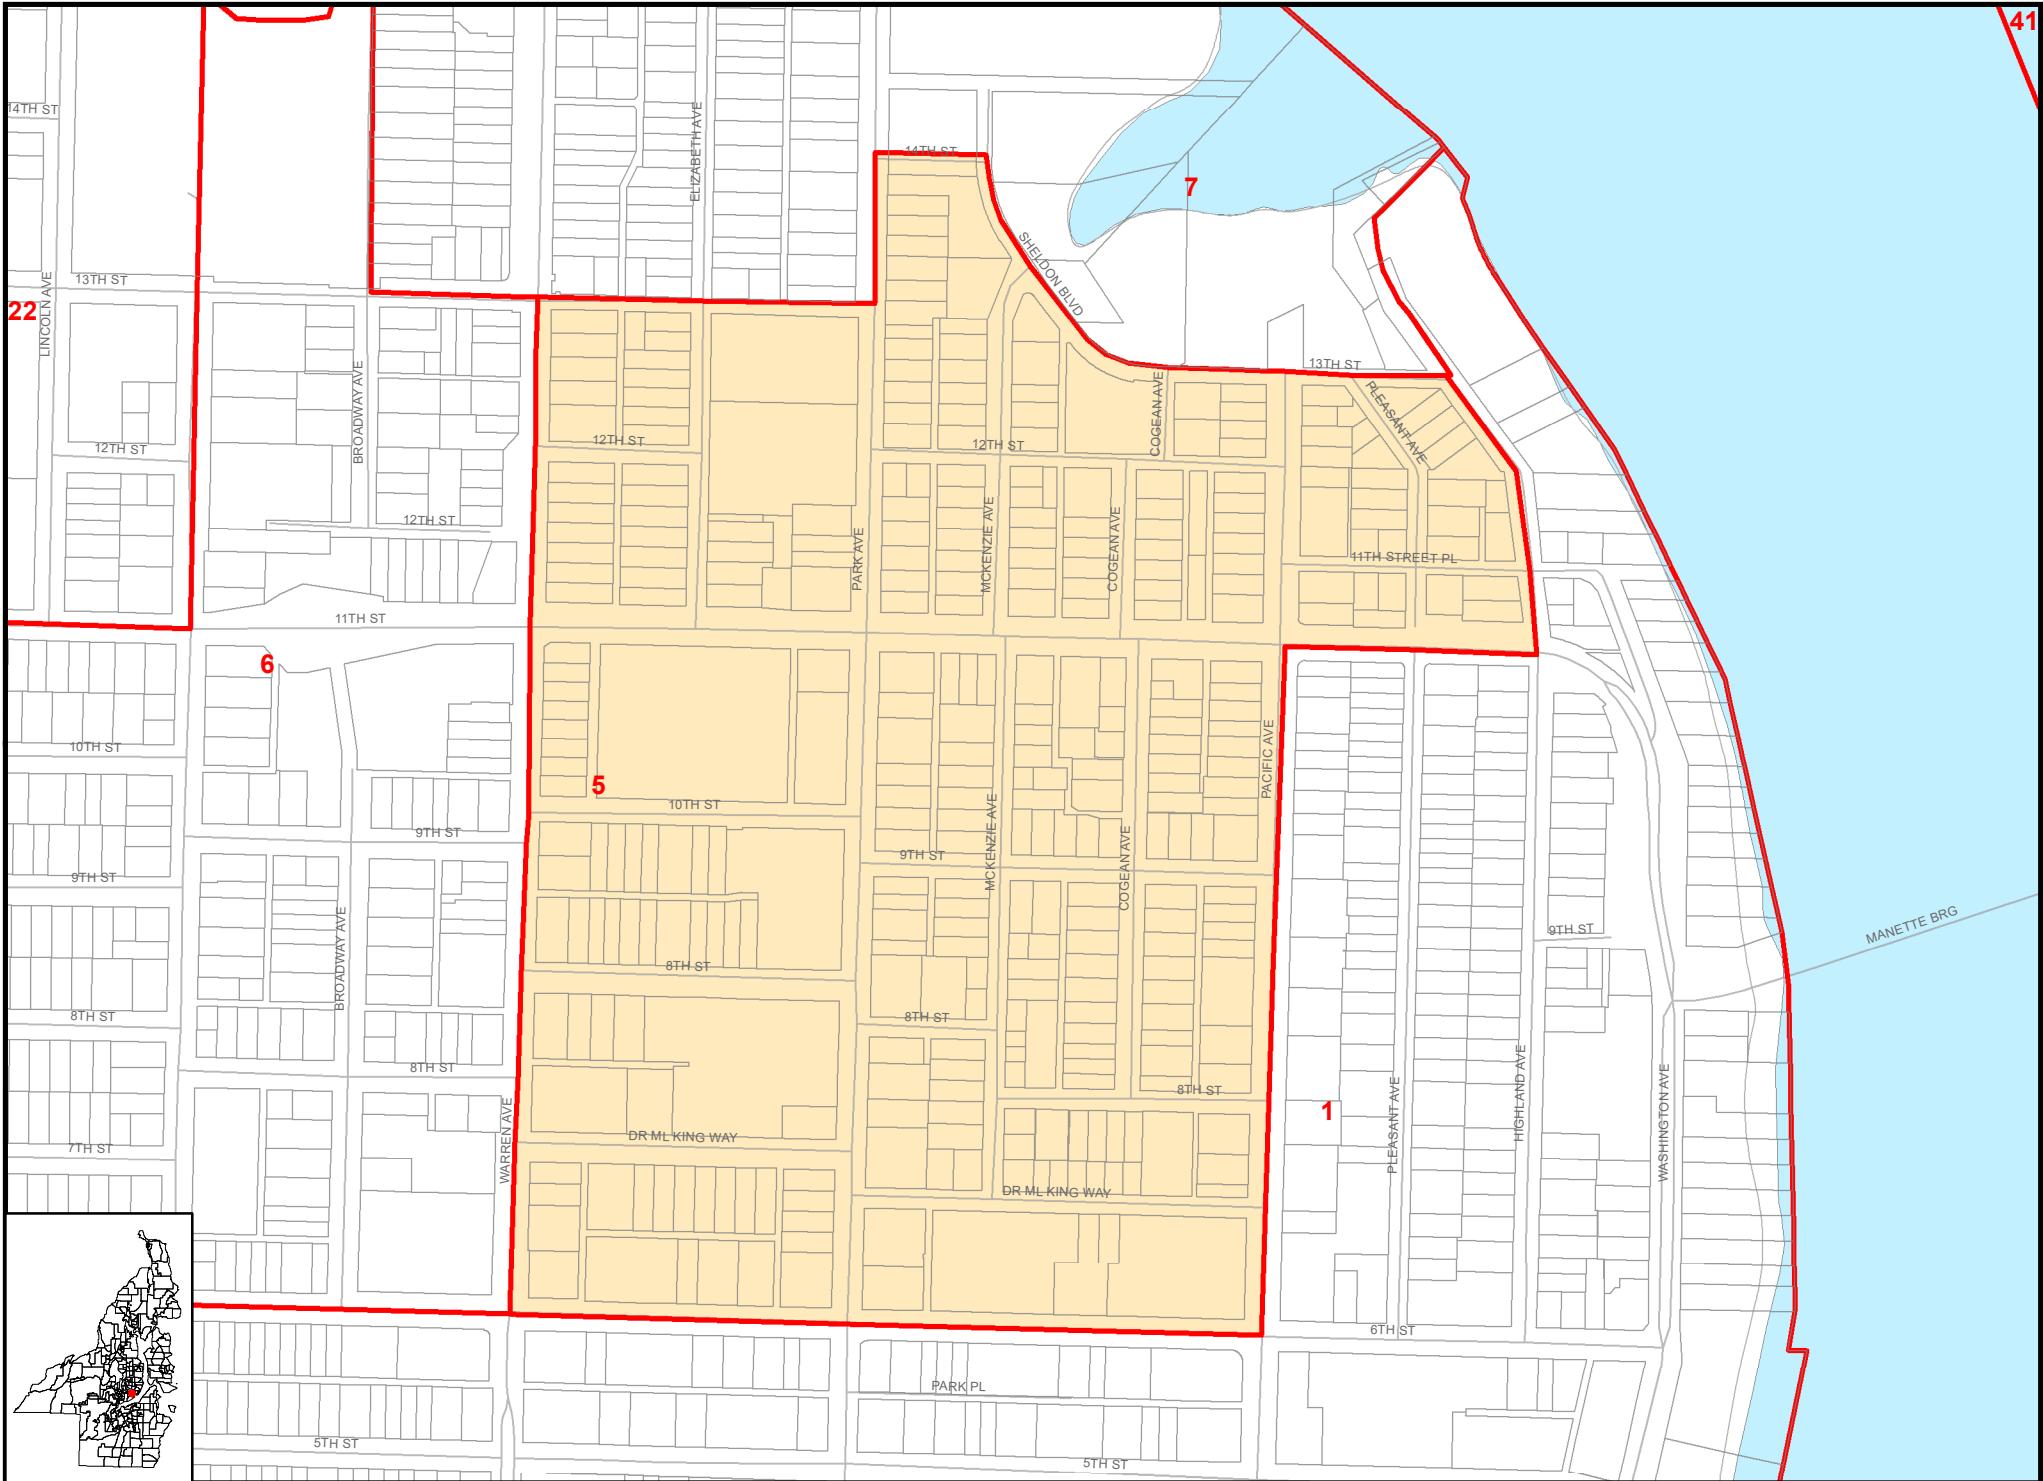 41
14TH ST
ELIZABETH AVE
14TH ST
7
SHELDON BLVD
13TH ST
22
LINCOLN AVE
BROADWAY AVE
13TH ST
COGEAN AVE
PLEASANT AVE
12TH ST
12TH ST
12TH ST
12TH ST
PARK AVE
MCKENZIE AVE
COGEAN AVE
11TH STREET PL
11TH ST
6
10TH ST
5
10TH ST
PACIFIC AVE
9TH ST
MCKENZIE AVE
COGEAN AVE
9TH ST
9TH ST
BROADWAY AVE
9TH ST
MANETTE BRG
8TH ST
8TH ST
8TH ST
8TH ST
8TH ST
WARREN AVE
1
PLEASANT AVE
HIGHLAND AVE
WASHINGTON AVE
7TH ST
DR ML KING WAY
DR ML KING WAY
6TH ST
PARK PL
5TH ST
5TH ST